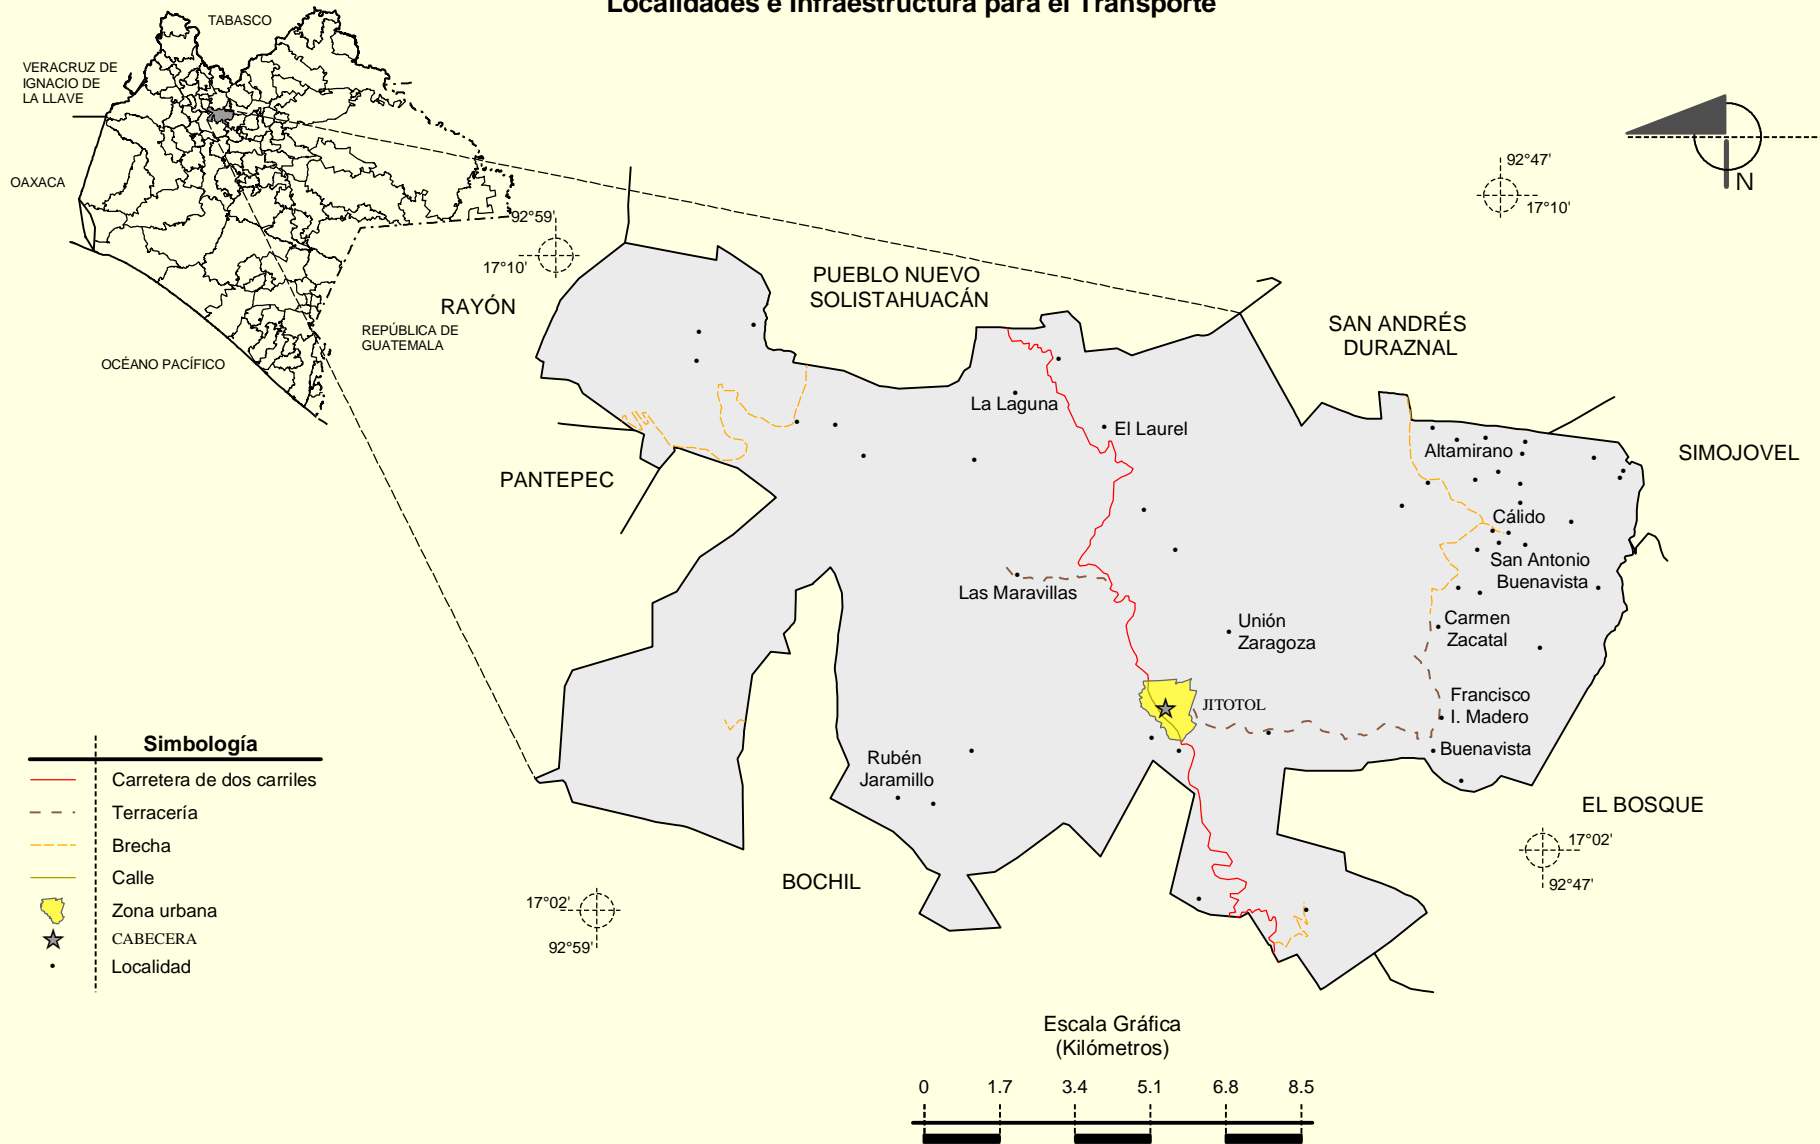 Localidades e Infraestructura para el Transporte
TABASCO
VERACRUZ DE
IGNACIO DE
LA LLAVE
OAXACA
OCÉANO PACÍFICO
REPÚBLICA DE
GUATEMALA
92°59'
17°10'
92°47'
17°10'
N
RAYÓN
PUEBLO NUEVO
SOLISTAHUACÁN
SAN ANDRÉS
DURAZNAL
SIMOJOVEL
PANTEPEC
La Laguna
El Laurel
Altamirano
Cálido
San Antonio
Buenavista
Las Maravillas
Unión
Zaragoza
Carmen
Zacatal
Francisco
I. Madero
JITOTOL
Buenavista
Rubén
Jaramillo
EL BOSQUE
BOCHIL
17°02'
92°47'
17°02'
92°59'
Simbología
Carretera de dos carriles
Terracería
Brecha
Calle
Zona urbana
CABECERA
Localidad
Escala Gráfica
(Kilómetros)
0 1.7 3.4 5.1 6.8 8.5